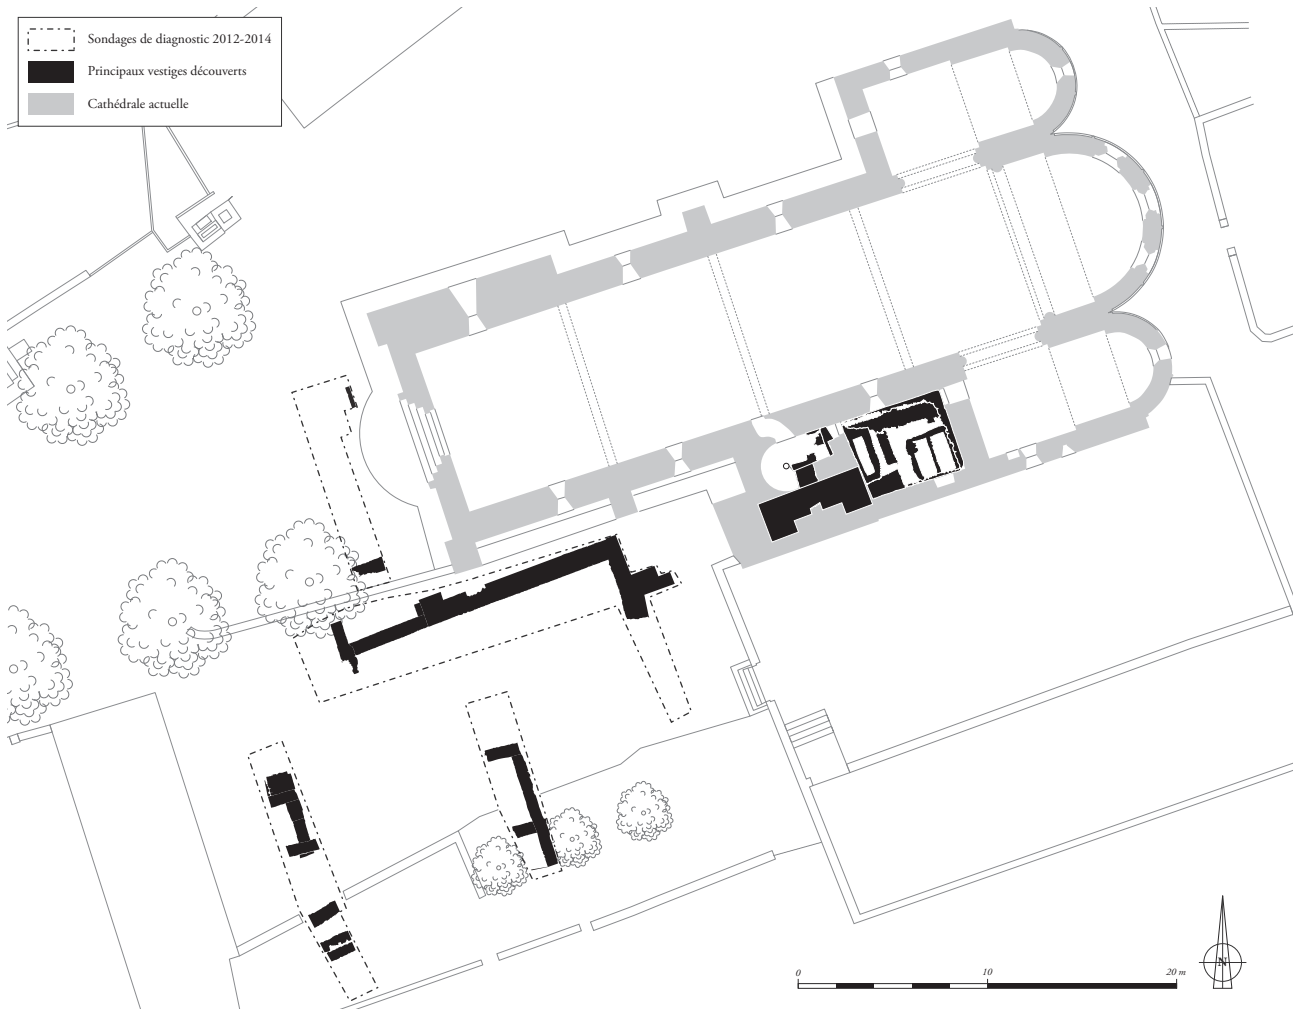 Sondages de diagnostic 2012-2014
Principaux vestiges découverts
Cathédrale actuelle
N
0 10 20 m